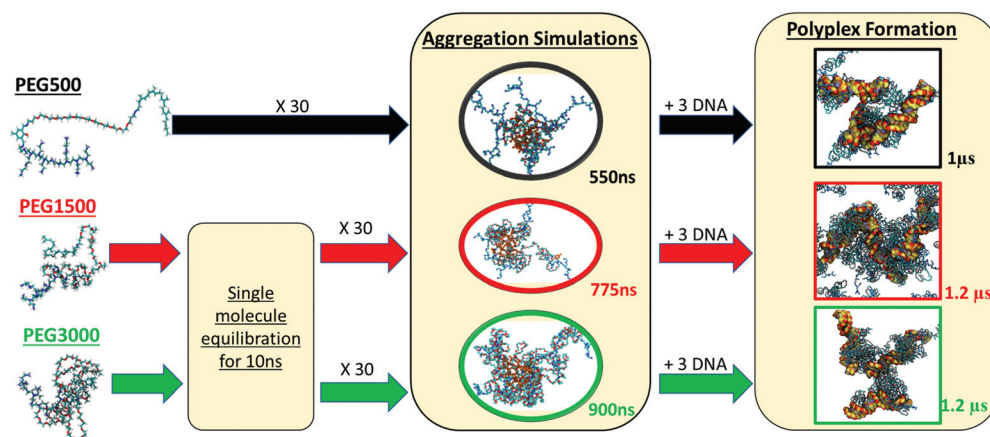 Aggregation Simulations
Polyplex Formation
PEG500
X 30
+ 3 DNA
550ns
1µs
PEG1500
Single
molecule
equilibration
for 10ns
X 30
+ 3 DNA
775ns
1.2 µs
PEG3000
X 30
+ 3 DNA
900ns
1.2 µs